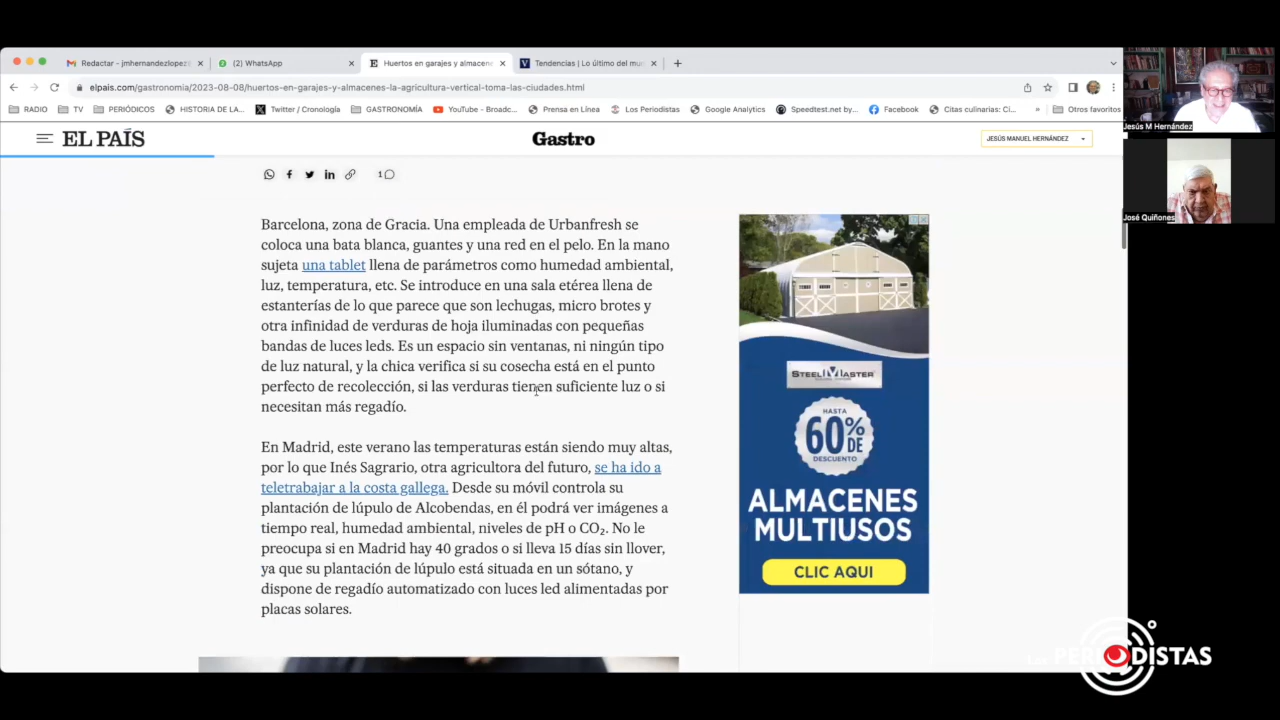 Redactar - jmhernandezlopez
(2) WhatsApp
Huertos en garajes y almacene
Tendencias | Lo último del mu
elpais.com/gastronomia/2023-08-08/huertos-en-garajes-y-almacenes-la-agricultura-vertical-toma-las-ciudades.html
RADIO
TV
PERIÓDICOS
HISTORIA DE LA...
Twitter / Cronología
GASTRONOMÍA
YouTube - Broadc...
Prensa en Línea
Los Periodistas
Google Analytics
Speedtest.net by...
Facebook
Citas culinarias: Ci...
»
Otros favoritos
EL PAÍS
Gastro
JESÚS MANUEL HERNÁNDEZ
1
Barcelona, zona de Gracia. Una empleada de Urbanfresh se
coloca una bata blanca, guantes y una red en el pelo. En la mano
sujeta una tablet llena de parámetros como humedad ambiental,
luz, temperatura, etc. Se introduce en una sala etérea llena de
estanterías de lo que parece que son lechugas, micro brotes y
otra infinidad de verduras de hoja iluminadas con pequeñas
bandas de luces leds. Es un espacio sin ventanas, ni ningún tipo
de luz natural, y la chica verifica si su cosecha está en el punto
perfecto de recolección, si las verduras tienen suficiente luz o si
necesitan más regadío.
En Madrid, este verano las temperaturas están siendo muy altas,
por lo que Inés Sagrario, otra agricultora del futuro, se ha ido a
teletrabajar a la costa gallega. Desde su móvil controla su
plantación de lúpulo de Alcobendas, en él podrá ver imágenes a
tiempo real, humedad ambiental, niveles de pH o CO₂. No le
preocupa si en Madrid hay 40 grados o si lleva 15 días sin llover,
ya que su plantación de lúpulo está situada en un sótano, y
dispone de regadío automatizado con luces led alimentadas por
placas solares.
STEELMASTER
HASTA
60% DE
DESCUENTO
ALMACENES
MULTIUSOS
CLIC AQUI
Jesús M Hernández
José Quiñones
PERIODISTAS